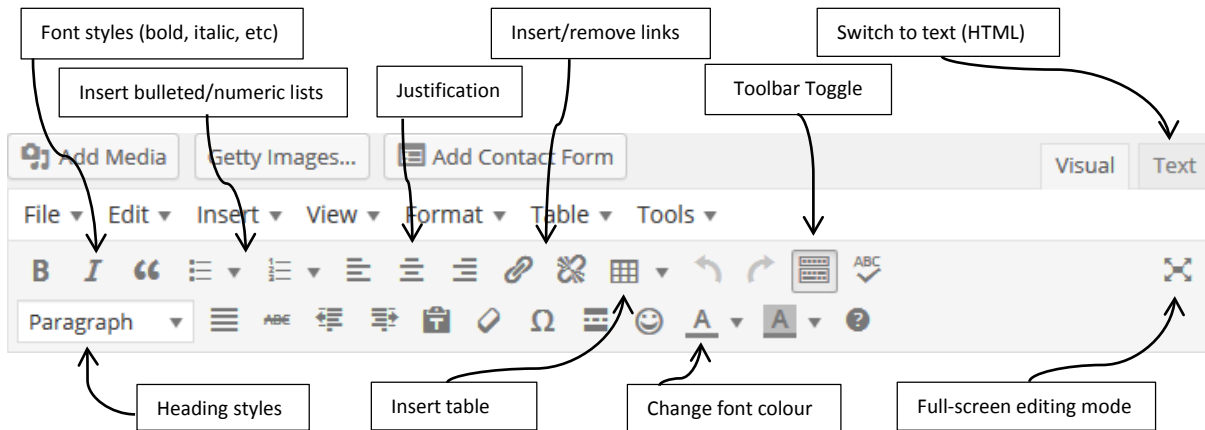 Font styles (bold, italic, etc)
Insert/remove links
Switch to text (HTML)
Insert bulleted/numeric lists
Justification
Toolbar Toggle
Add Media
Getty Images...
Add Contact Form
Visual
Text
File
Edit
Insert
View
Format
Table
Tools
B
I
ABC
Paragraph
ABC
T
Ω
A
A
?
Heading styles
Insert table
Change font colour
Full-screen editing mode